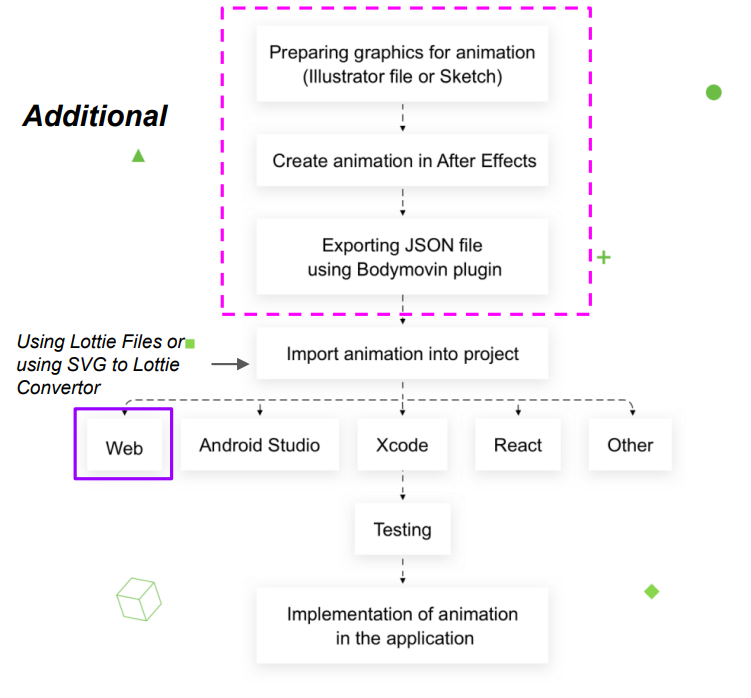 Preparing graphics for animation
(Illustrator file or Sketch)
Additional
Create animation in After Effects
Exporting JSON file
using Bodymovin plugin
Using Lottie Files or
using SVG to Lottie
Convertor
Import animation into project
Web
Android Studio
Xcode
React
Other
Testing
Implementation of animation
in the application